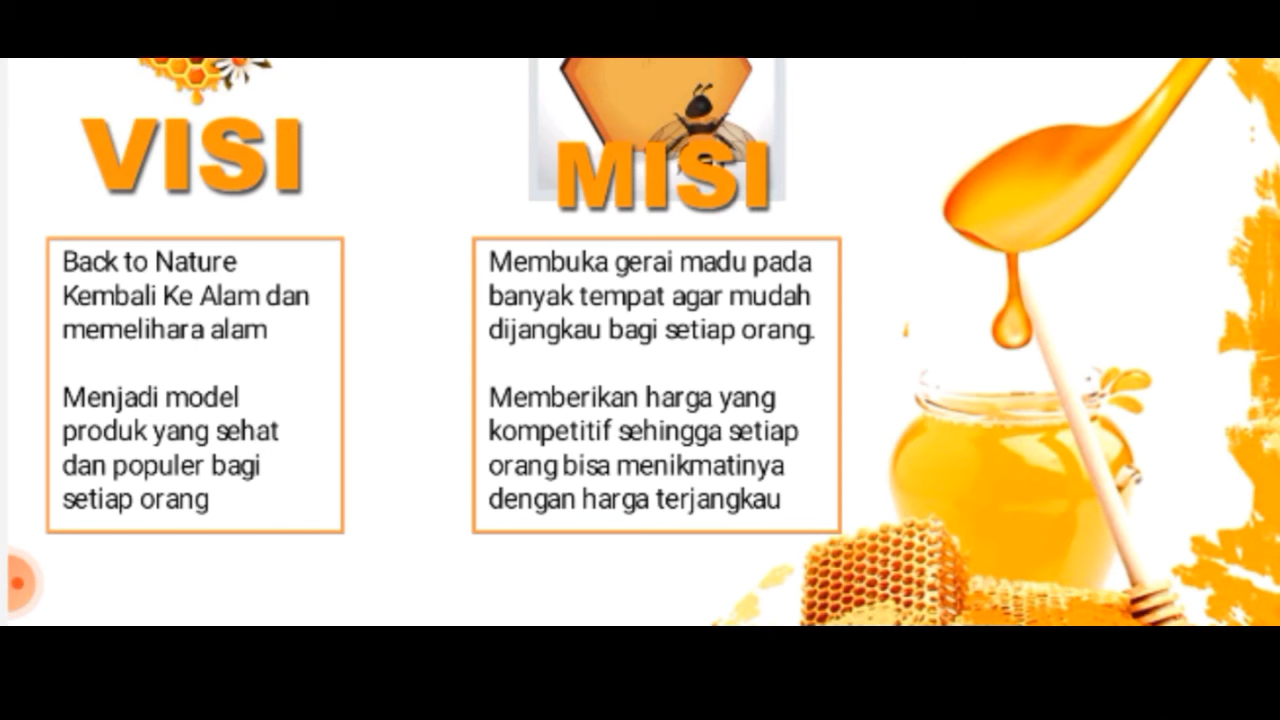 VISI
Back to Nature
Kembali Ke Alam dan
memelihara alam
Menjadi model
produk yang sehat
dan populer bagi
setiap orang
MISI
Membuka gerai madu pada
banyak tempat agar mudah
dijangkau bagi setiap orang.
Memberikan harga yang
kompetitif sehingga setiap
orang bisa menikmatinya
dengan harga terjangkau